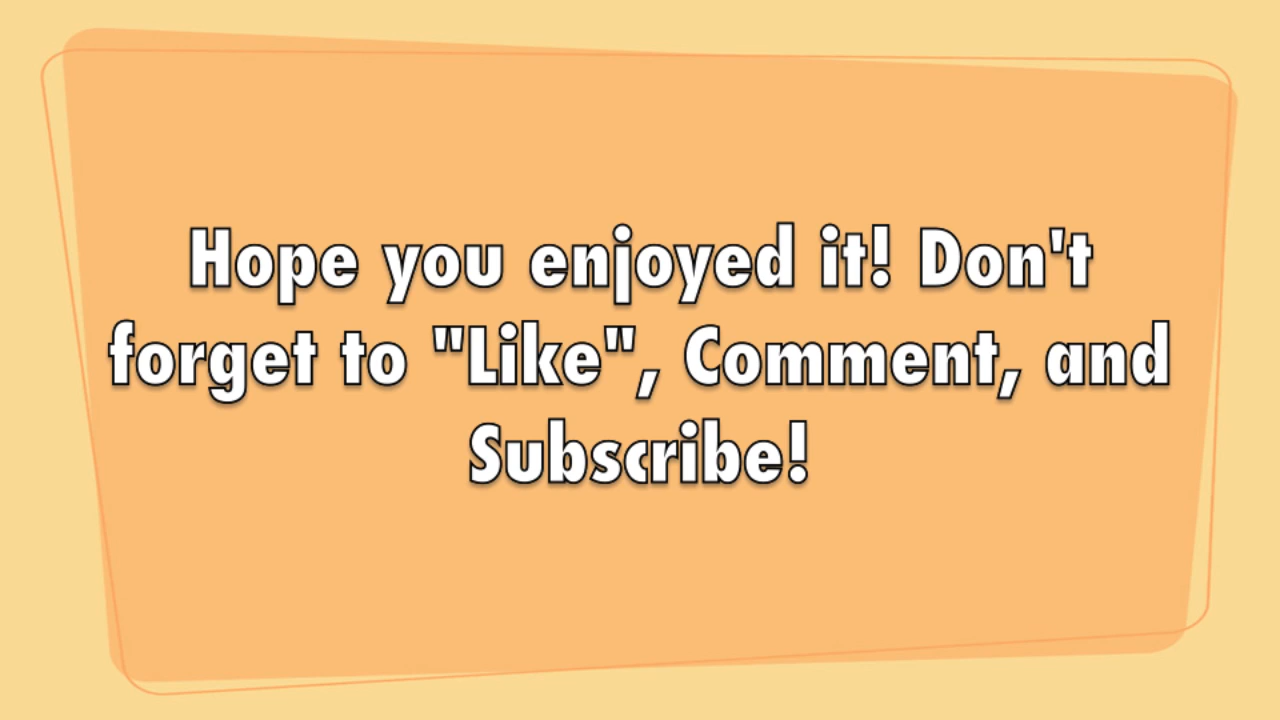 Hope you enjoyed it! Don't
forget to "Like", Comment, and
Subscribe!